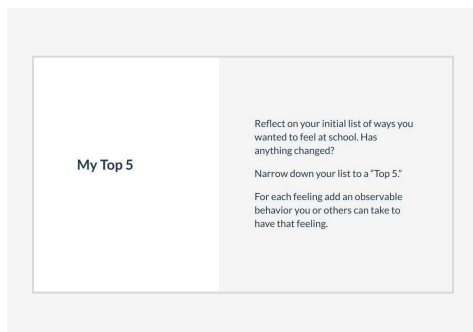 My Top 5
Reflect on your initial list of ways you
wanted to feel at school. Has
anything changed?
Narrow down your list to a “Top 5.”
For each feeling add an observable
behavior you or others can take to
have that feeling.